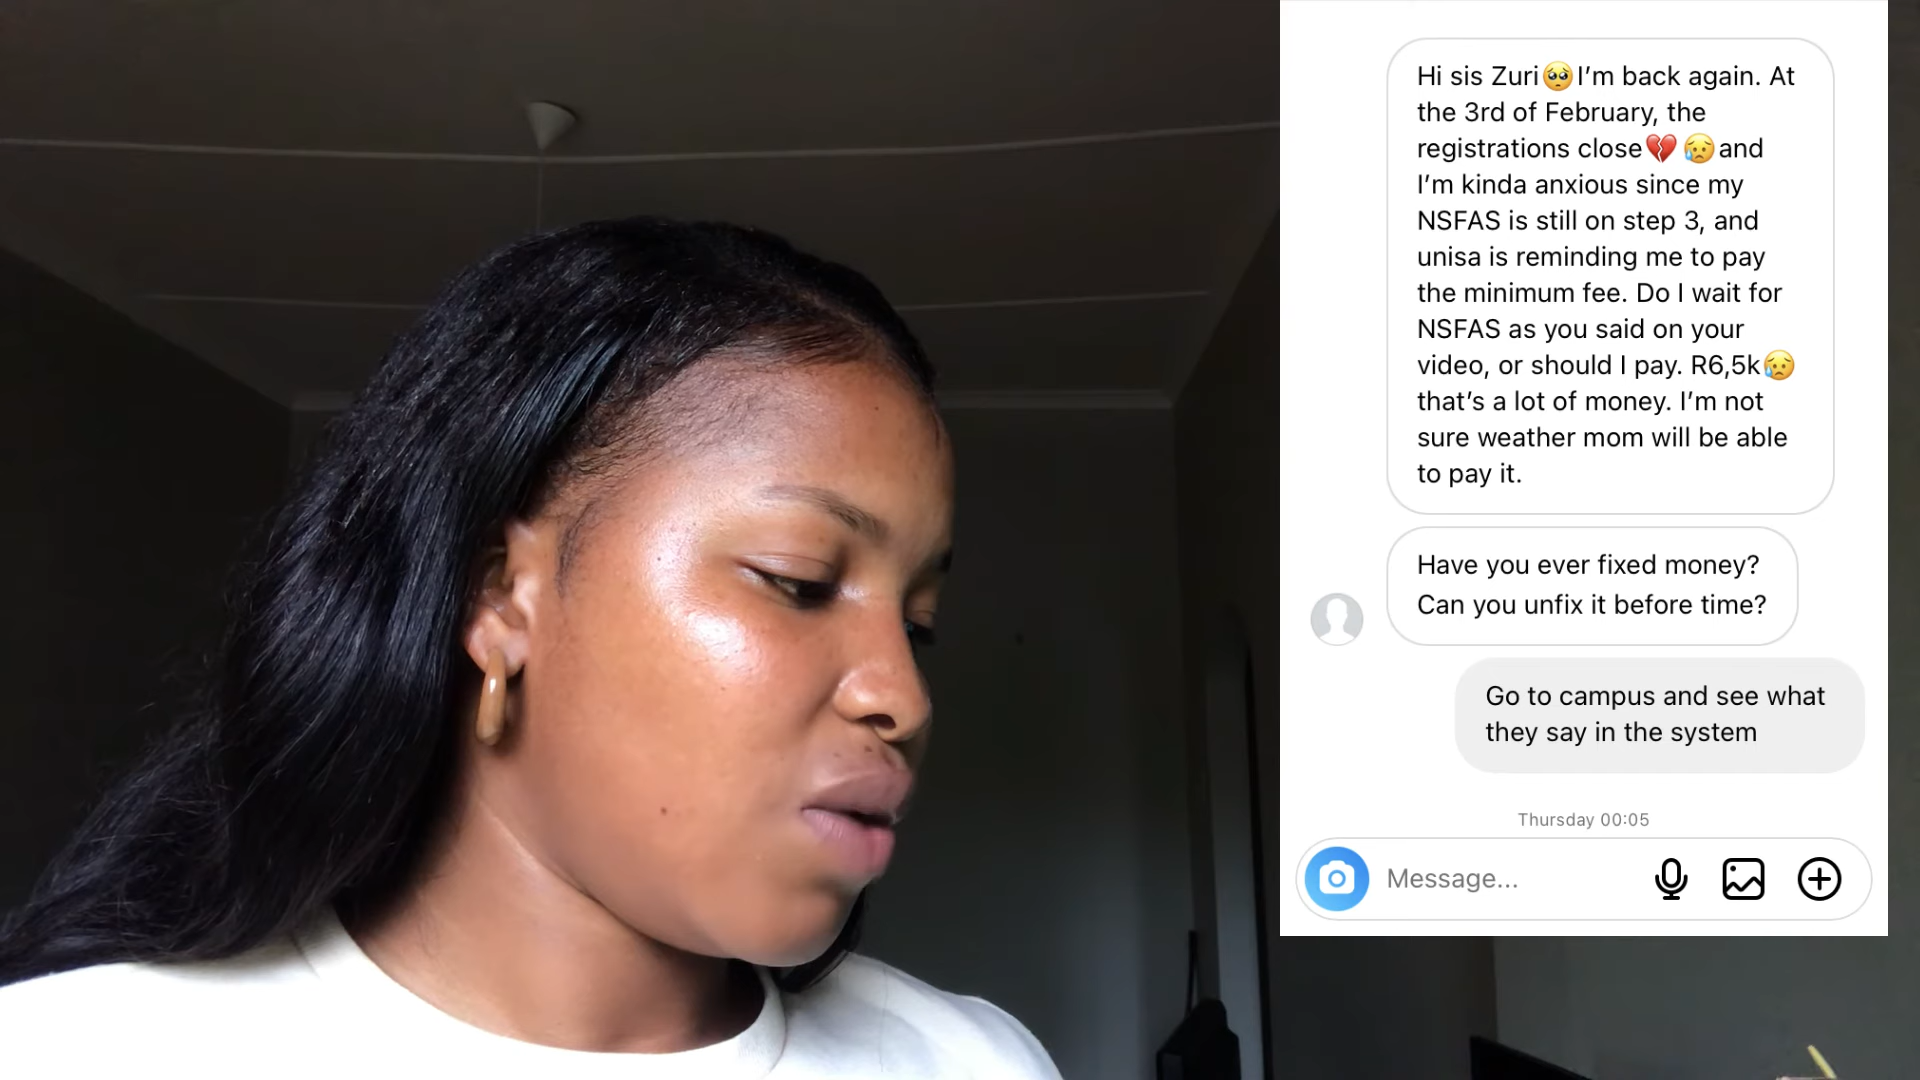 Hi sis Zuri🥺I’m back again. At
the 3rd of February, the
registrations close💔 😥and
I’m kinda anxious since my
NSFAS is still on step 3, and
unisa is reminding me to pay
the minimum fee. Do I wait for
NSFAS as you said on your
video, or should I pay. R6,5k😥
that’s a lot of money. I’m not
sure weather mom will be able
to pay it.
Have you ever fixed money?
Can you unfix it before time?
Go to campus and see what
they say in the system
Thursday 00:05
Message...